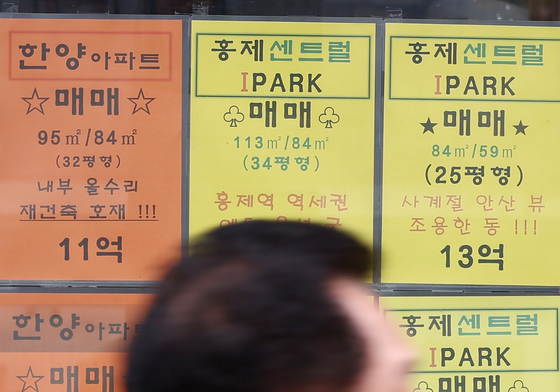 한양아파트
☆매매☆
95㎡/84㎡
(32평형)
내부 올수리
재건축 호재 !!!
11억
홍제센트럴
IPARK
♧매매♧
113㎡/84㎡
(34평형)
홍제역 역세권
홍제센트럴
IPARK
★매매★
84㎡/59㎡
(25평형)
사계절 안산 뷰
조용한 동 !!!
13억
한양아파트
☆매매
홍제센트럴
IPARK
♧매매♧